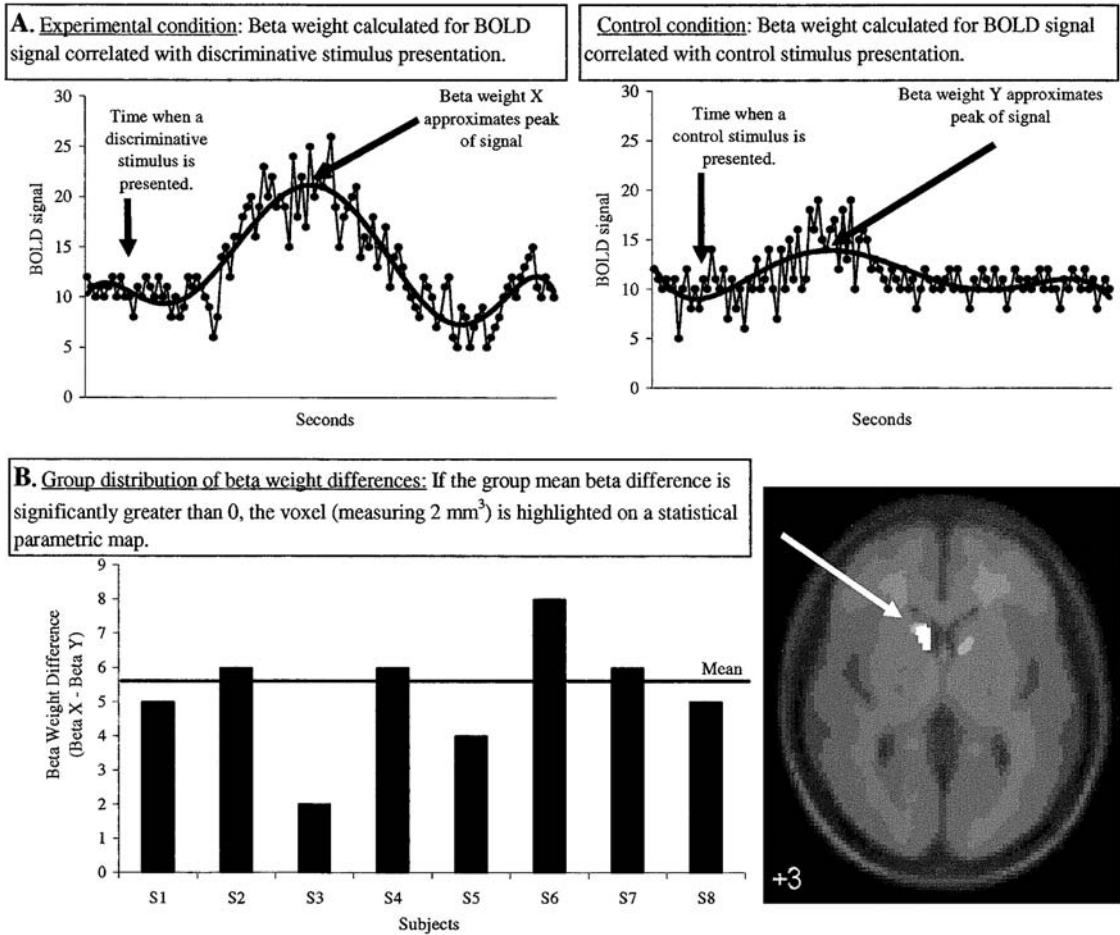 A. Experimental condition: Beta weight calculated for BOLD
signal correlated with discriminative stimulus presentation.
Control condition: Beta weight calculated for BOLD signal
correlated with control stimulus presentation.
30
25
20
15
10
5
0
BOLD signal
Time when a
discriminative
stimulus is
presented.
Beta weight X
approximates peak
of signal
Seconds
30
25
20
15
10
5
0
BOLD signal
Time when a
control stimulus is
presented.
Beta weight Y approximates
peak of signal
Seconds
B. Group distribution of beta weight differences: If the group mean beta difference is
significantly greater than 0, the voxel (measuring 2 mm³) is highlighted on a statistical
parametric map.
9
8
7
6
5
4
3
2
1
0
Beta Weight Difference
(Beta X - Beta Y)
Mean
S1 S2 S3 S4 S5 S6 S7 S8
Subjects
+3